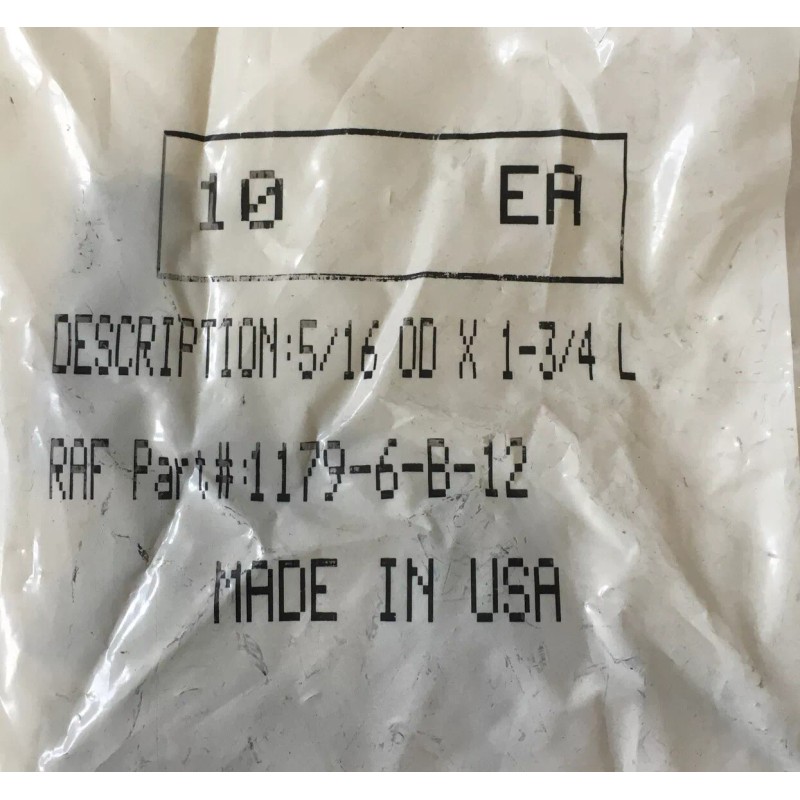 10 EA
DESCRIPTION:5/16 OD X 1-3/4 L
RAF Part#:1179-6-B-12
MADE IN USA